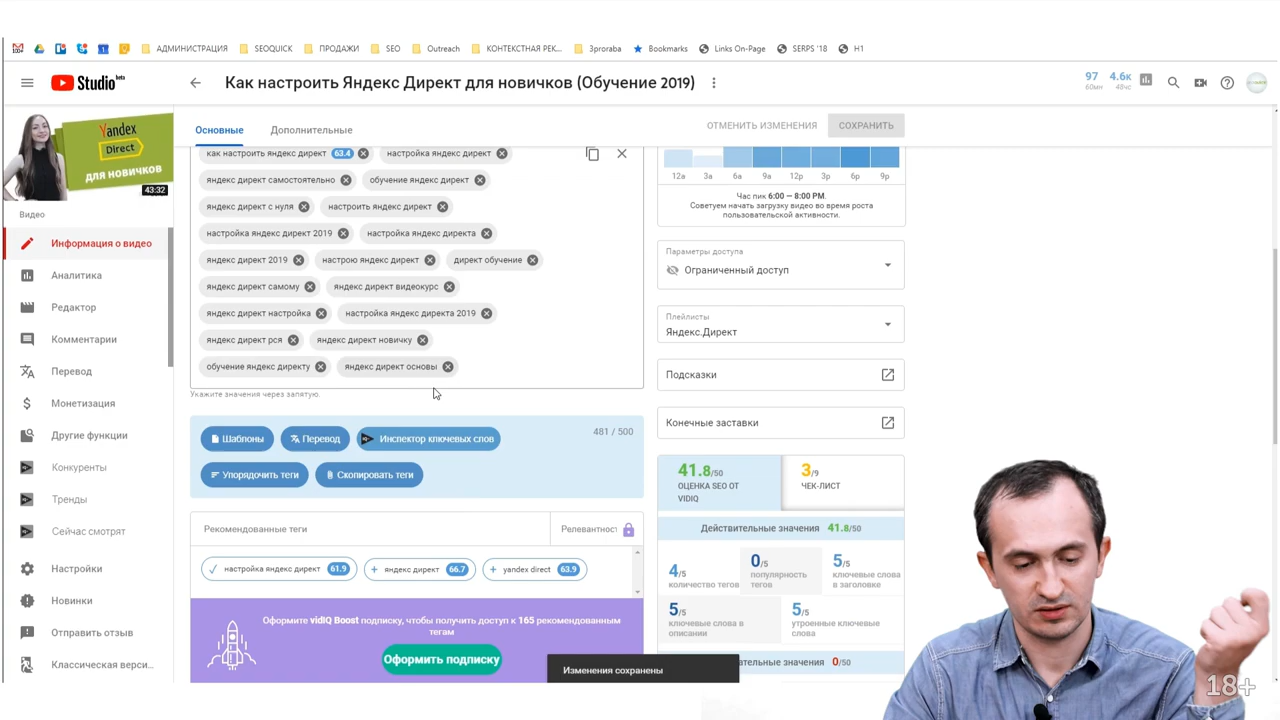 АДМИНИСТРАЦИЯ SEOQUICK ПРОДАЖИ SEO Outreach КОНТЕКСТНАЯ РЕК... 3proraba Bookmarks Links On-Page SERPS '18 H1
Studio beta
Как настроить Яндекс Директ для новичков (Обучение 2019)
97 60мн 4.6к 48чс
Yandex
Direct
для новичков
43:32
Видео
Информация о видео
Аналитика
Редактор
Комментарии
Перевод
Монетизация
Другие функции
Конкуренты
Тренды
Сейчас смотрят
Настройки
Новинки
Отправить отзыв
Классическая верси...
Основные Дополнительные
ОТМЕНИТЬ ИЗМЕНЕНИЯ СОХРАНИТЬ
как настроить яндекс директ 63.4 настройка яндекс директ
яндекс директ самостоятельно обучение яндекс директ
яндекс директ с нуля настроить яндекс директ
настройка яндекс директ 2019 настройка яндекс директа
яндекс директ 2019 настрою яндекс директ директ обучение
яндекс директ самому яндекс директ видеокурс
яндекс директ настройка настройка яндекс директа 2019
яндекс директ рся яндекс директ новичку
обучение яндекс директу яндекс директ основы
Укажите значения через запятую.
Шаблоны Перевод Инспектор ключевых слов 481 / 500
Упорядочить теги Скопировать теги
Рекомендованные теги Релевантнос
настройка яндекс директ 61.9 + яндекс директ 66.7 + yandex direct 63.9
Оформите vidIQ Boost подписку, чтобы получить доступ к 165 рекомендованным
тегам
Оформить подписку
12a 3a 6a 9a 12p 3p 6p 9p
Час пик 6:00 — 8:00 PM.
Советуем начать загрузку видео во время роста
пользовательской активности.
Параметры доступа
Ограниченный доступ
Плейлисты
Яндекс.Директ
Подсказки
Конечные заставки
41.8/50
ОЦЕНКА SEO ОТ
VIDIQ
3/9
ЧЕК-ЛИСТ
Действительные значения 41.8/50
4/5
количество тегов
0/5
популярность
тегов
5/5
ключевые слова
в заголовке
5/5
ключевые слова в
описании
5/5
утроенные ключевые
слова
ательные значения 0/50
Изменения сохранены
18+